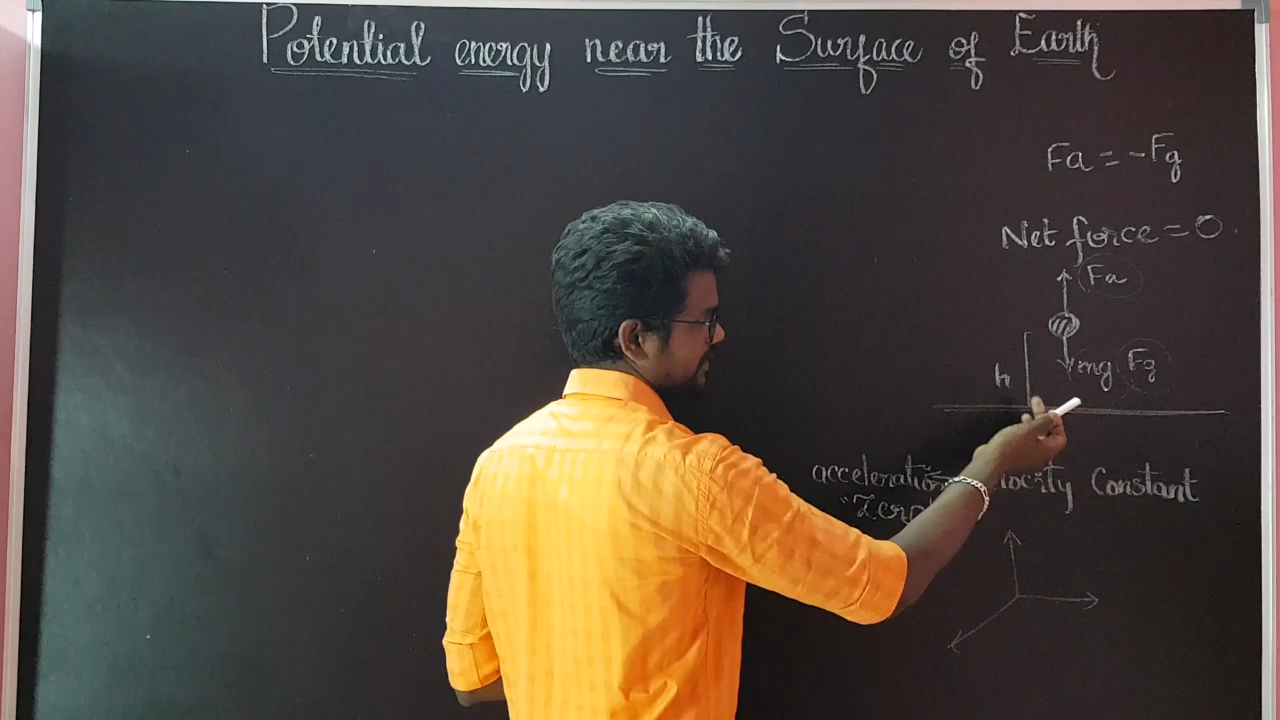 Potential energy near the Surface of Earth
Fa = -Fg
Net force = 0
Fa
mg Fg
h
Constant